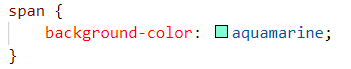 span {
    background-color: aquamarine;
}